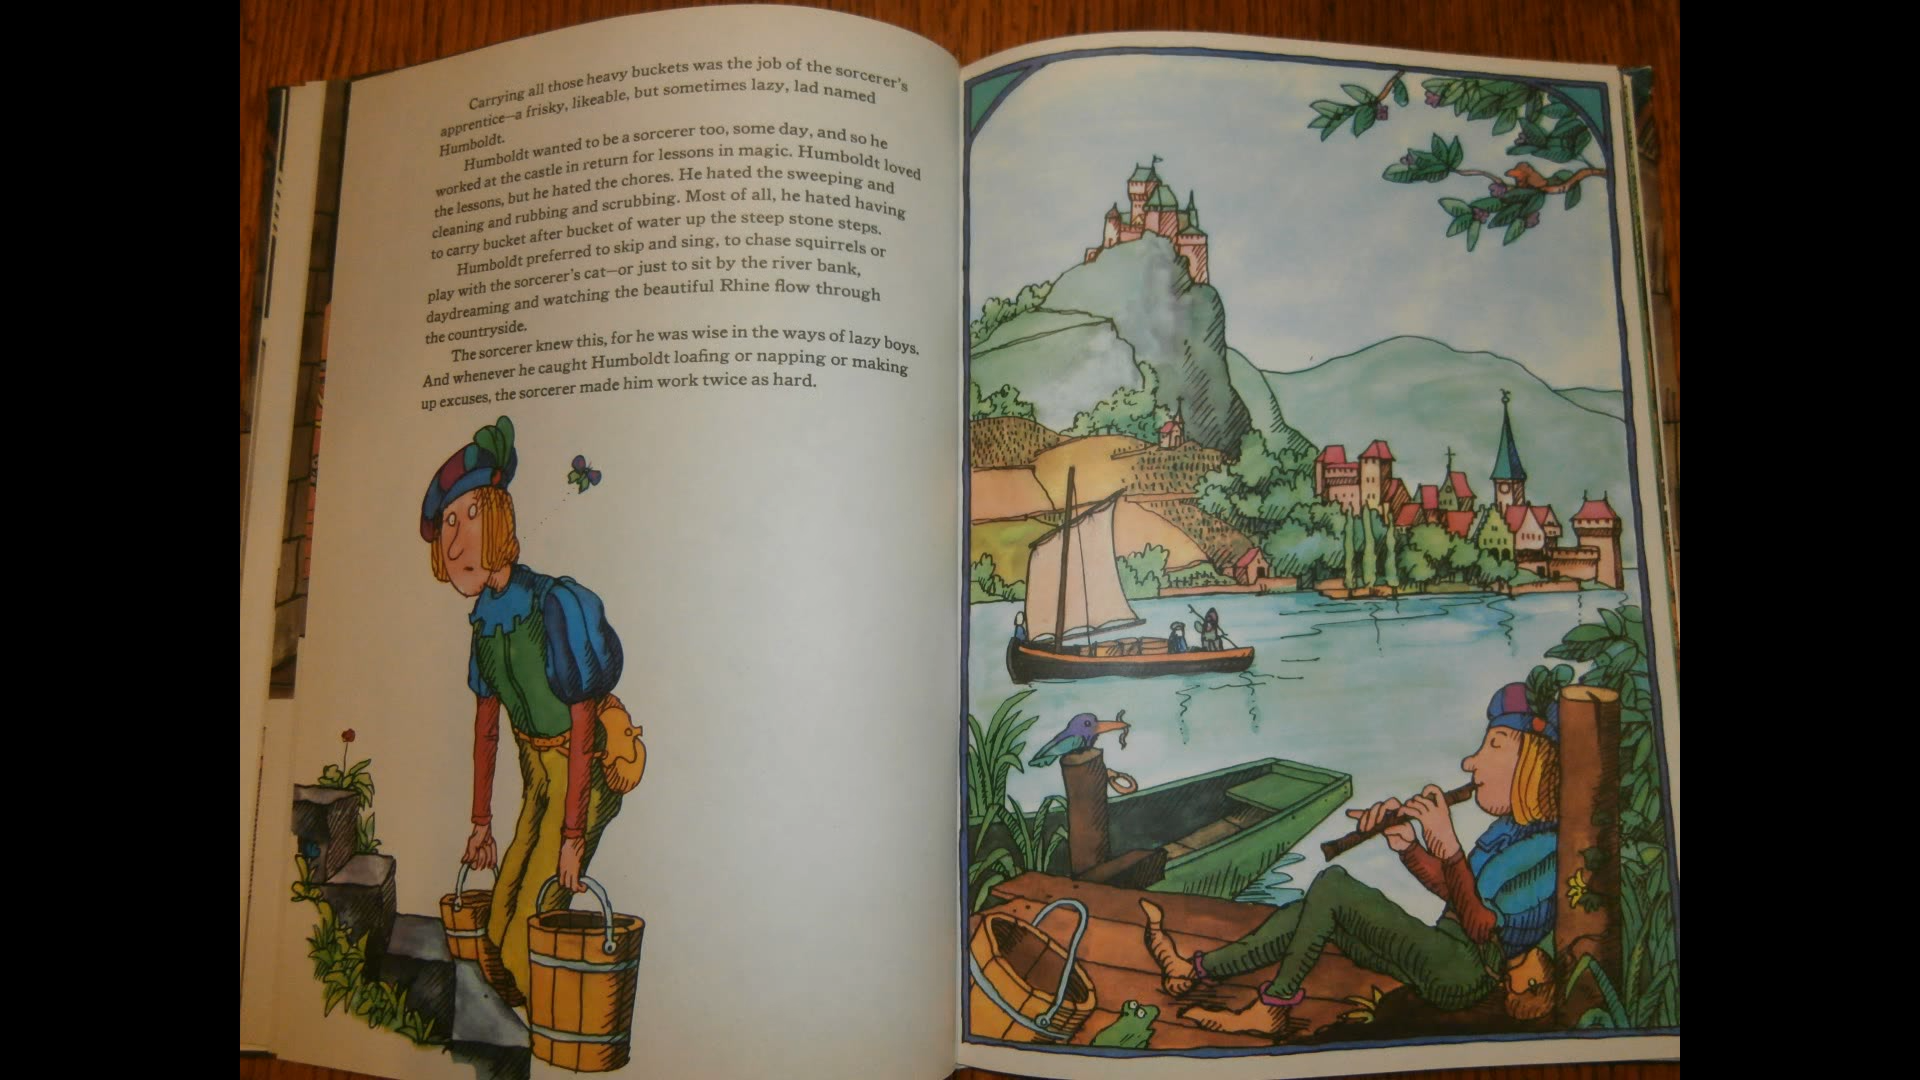 Carrying all those heavy buckets was the job of the sorcerer's
apprentice—a frisky, likeable, but sometimes lazy, lad named
Humboldt.
Humboldt wanted to be a sorcerer too, some day, and so he
worked at the castle in return for lessons in magic. Humboldt loved
the lessons, but he hated the chores. He hated the sweeping and
cleaning and rubbing and scrubbing. Most of all, he hated having
to carry bucket after bucket of water up the steep stone steps.
Humboldt preferred to skip and sing, to chase squirrels or
play with the sorcerer's cat—or just to sit by the river bank,
daydreaming and watching the beautiful Rhine flow through
the countryside.
The sorcerer knew this, for he was wise in the ways of lazy boys.
And whenever he caught Humboldt loafing or napping or making
up excuses, the sorcerer made him work twice as hard.